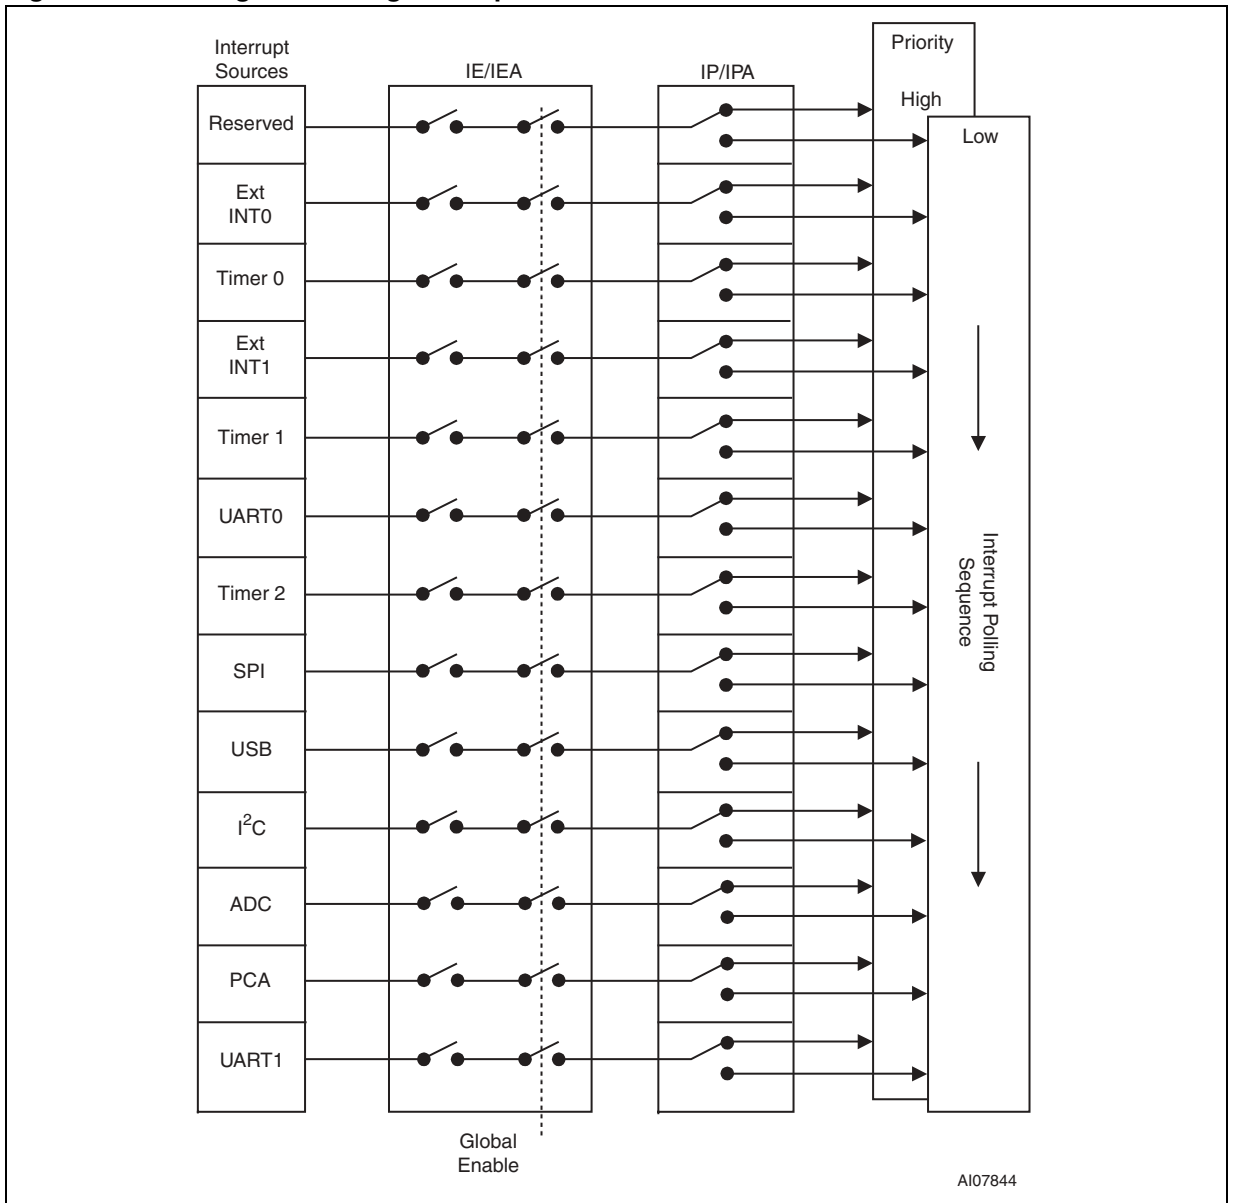 Interrupt
Sources
IE/IEA
IP/IPA
Priority
High
Low
Reserved
Ext
INT0
Timer 0
Ext
INT1
Timer 1
UART0
Timer 2
SPI
USB
I²C
ADC
PCA
UART1
Interrupt Polling
Sequence
Global
Enable
AI07844